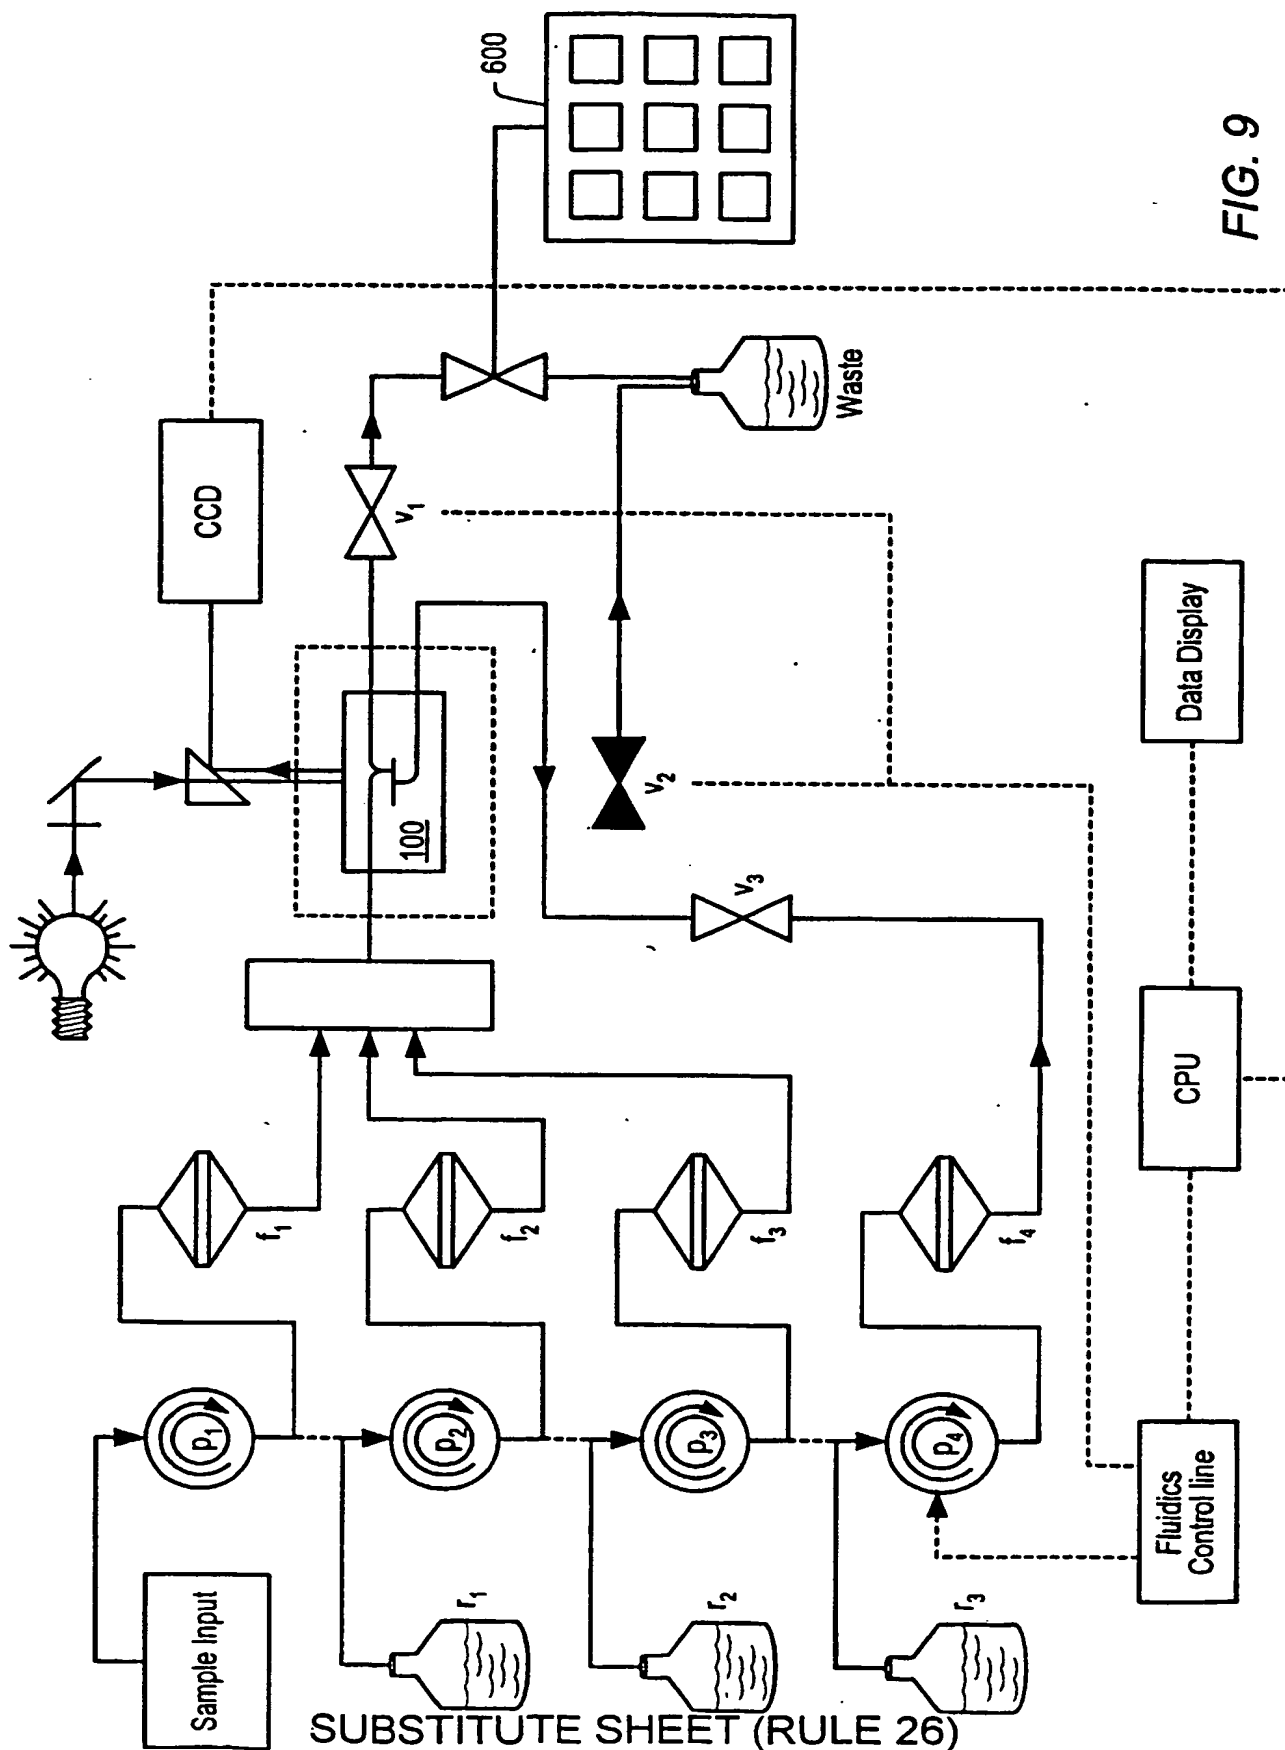 Sample Input
r₁
r₂
r₃
p₁
p₂
p₃
p₄
Fluidics
Control line
f₁
f₂
f₃
f₄
CPU
Data Display
100
v₃
v₂
v₁
CCD
Waste
600
FIG. 9
SUBSTITUTE SHEET (RULE 26)